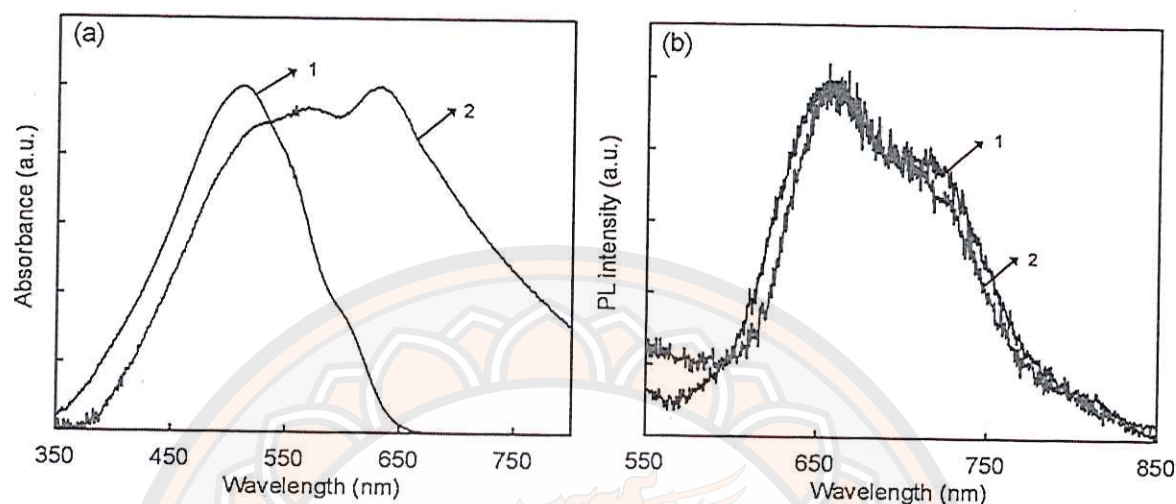 (a)
1
2
Absorbance (a.u.)
350 450 550 650 750
Wavelength (nm)
(b)
1
2
PL intensity (a.u.)
550 650 750 850
Wavelength (nm)